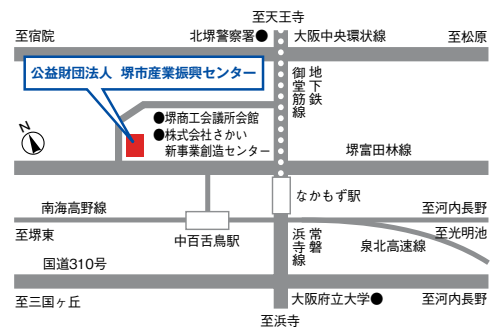 至天王寺
至宿院
北堺警察署●
大阪中央環状線
至松原
公益財団法人 堺市産業振興センター
地下鉄
御堂筋線
●堺商工会議所会館
●株式会社さかい
新事業創造センター
N
堺富田林線
なかもず駅
南海高野線
至河内長野
至堺東
中百舌鳥駅
常磐
浜寺線
至光明池
泉北高速線
国道310号
至三国ヶ丘
大阪府立大学●
至河内長野
至浜寺